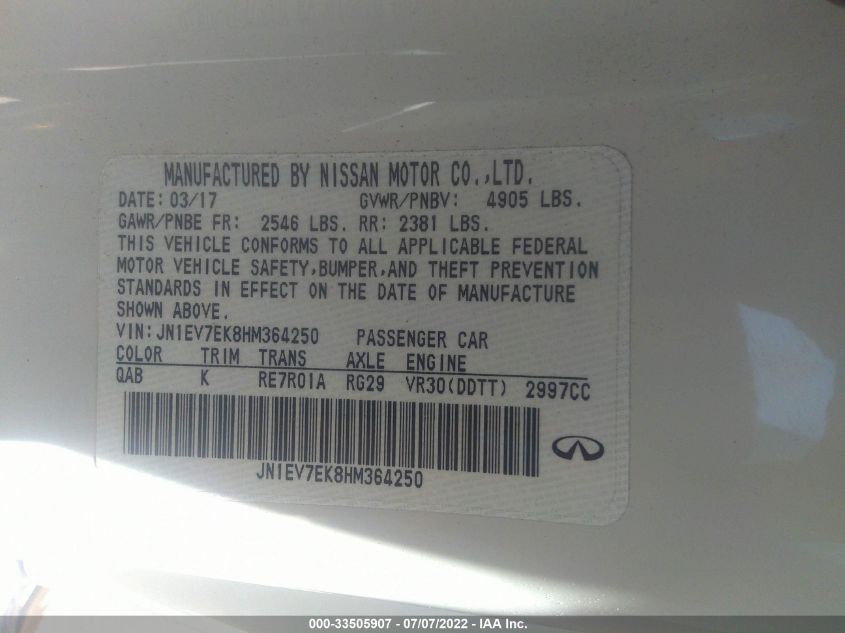 MANUFACTURED BY NISSAN MOTOR CO.,LTD.
DATE: 03/17 GVWR/PNBV: 4905 LBS.
GAWR/PNBE FR: 2546 LBS. RR: 2381 LBS.
THIS VEHICLE CONFORMS TO ALL APPLICABLE FEDERAL
MOTOR VEHICLE SAFETY,BUMPER,AND THEFT PREVENTION
STANDARDS IN EFFECT ON THE DATE OF MANUFACTURE
SHOWN ABOVE.
VIN:JN1EV7EK8HM364250 PASSENGER CAR
COLOR TRIM TRANS AXLE ENGINE
QAB K RE7R01A RG29 VR30(DDTT) 2997CC
JN1EV7EK8HM364250
000-33505907 - 07/07/2022 - IAAI.com